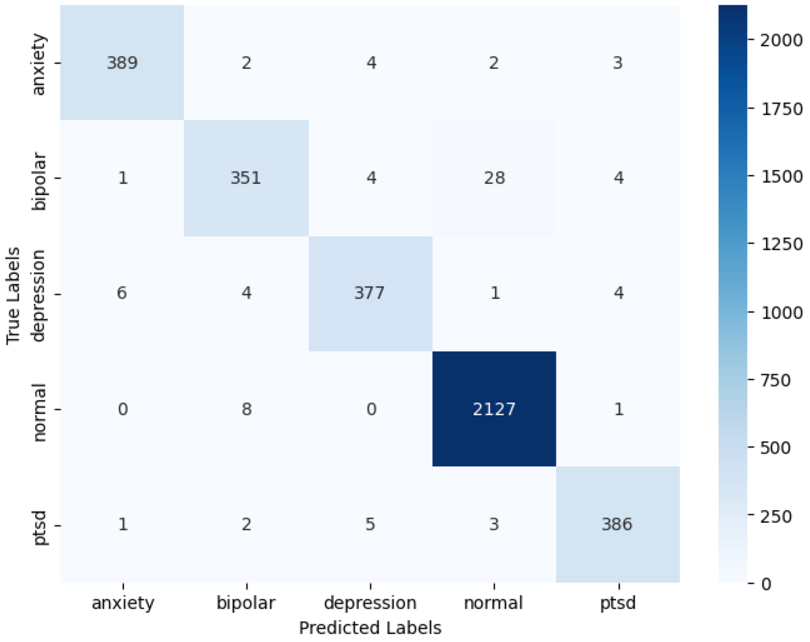 anxiety 389 2 4 2 3
bipolar 1 351 4 28 4
depression 6 4 377 1 4
normal 0 8 0 2127 1
ptsd 1 2 5 3 386
anxiety bipolar depression normal ptsd
Predicted Labels
True Labels
2000
1750
1500
1250
1000
750
500
250
0